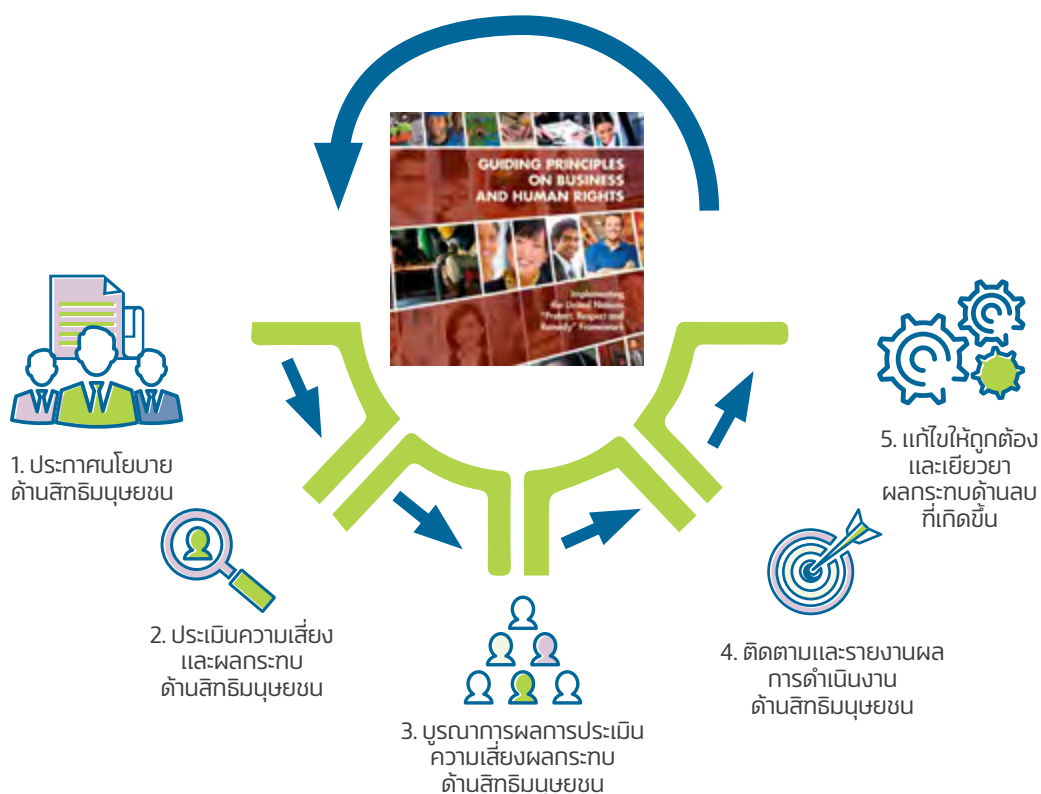 GUIDING PRINCIPLES
ON BUSINESS
AND HUMAN RIGHTS
Implementing
the United Nations
"Protect, Respect and
Remedy" Framework
1. ประกาศนโยบาย
ด้านสิทธิมนุษยชน
2. ประเมินความเสี่ยง
และผลกระทบ
ด้านสิทธิมนุษยชน
3. บูรณาการผลการประเมิน
ความเสี่ยงผลกระทบ
ด้านสิทธิมนุษยชน
4. ติดตามและรายงานผล
การดำเนินงาน
ด้านสิทธิมนุษยชน
5. แก้ไขให้ถูกต้อง
และเยียวยา
ผลกระทบด้านลบ
ที่เกิดขึ้น